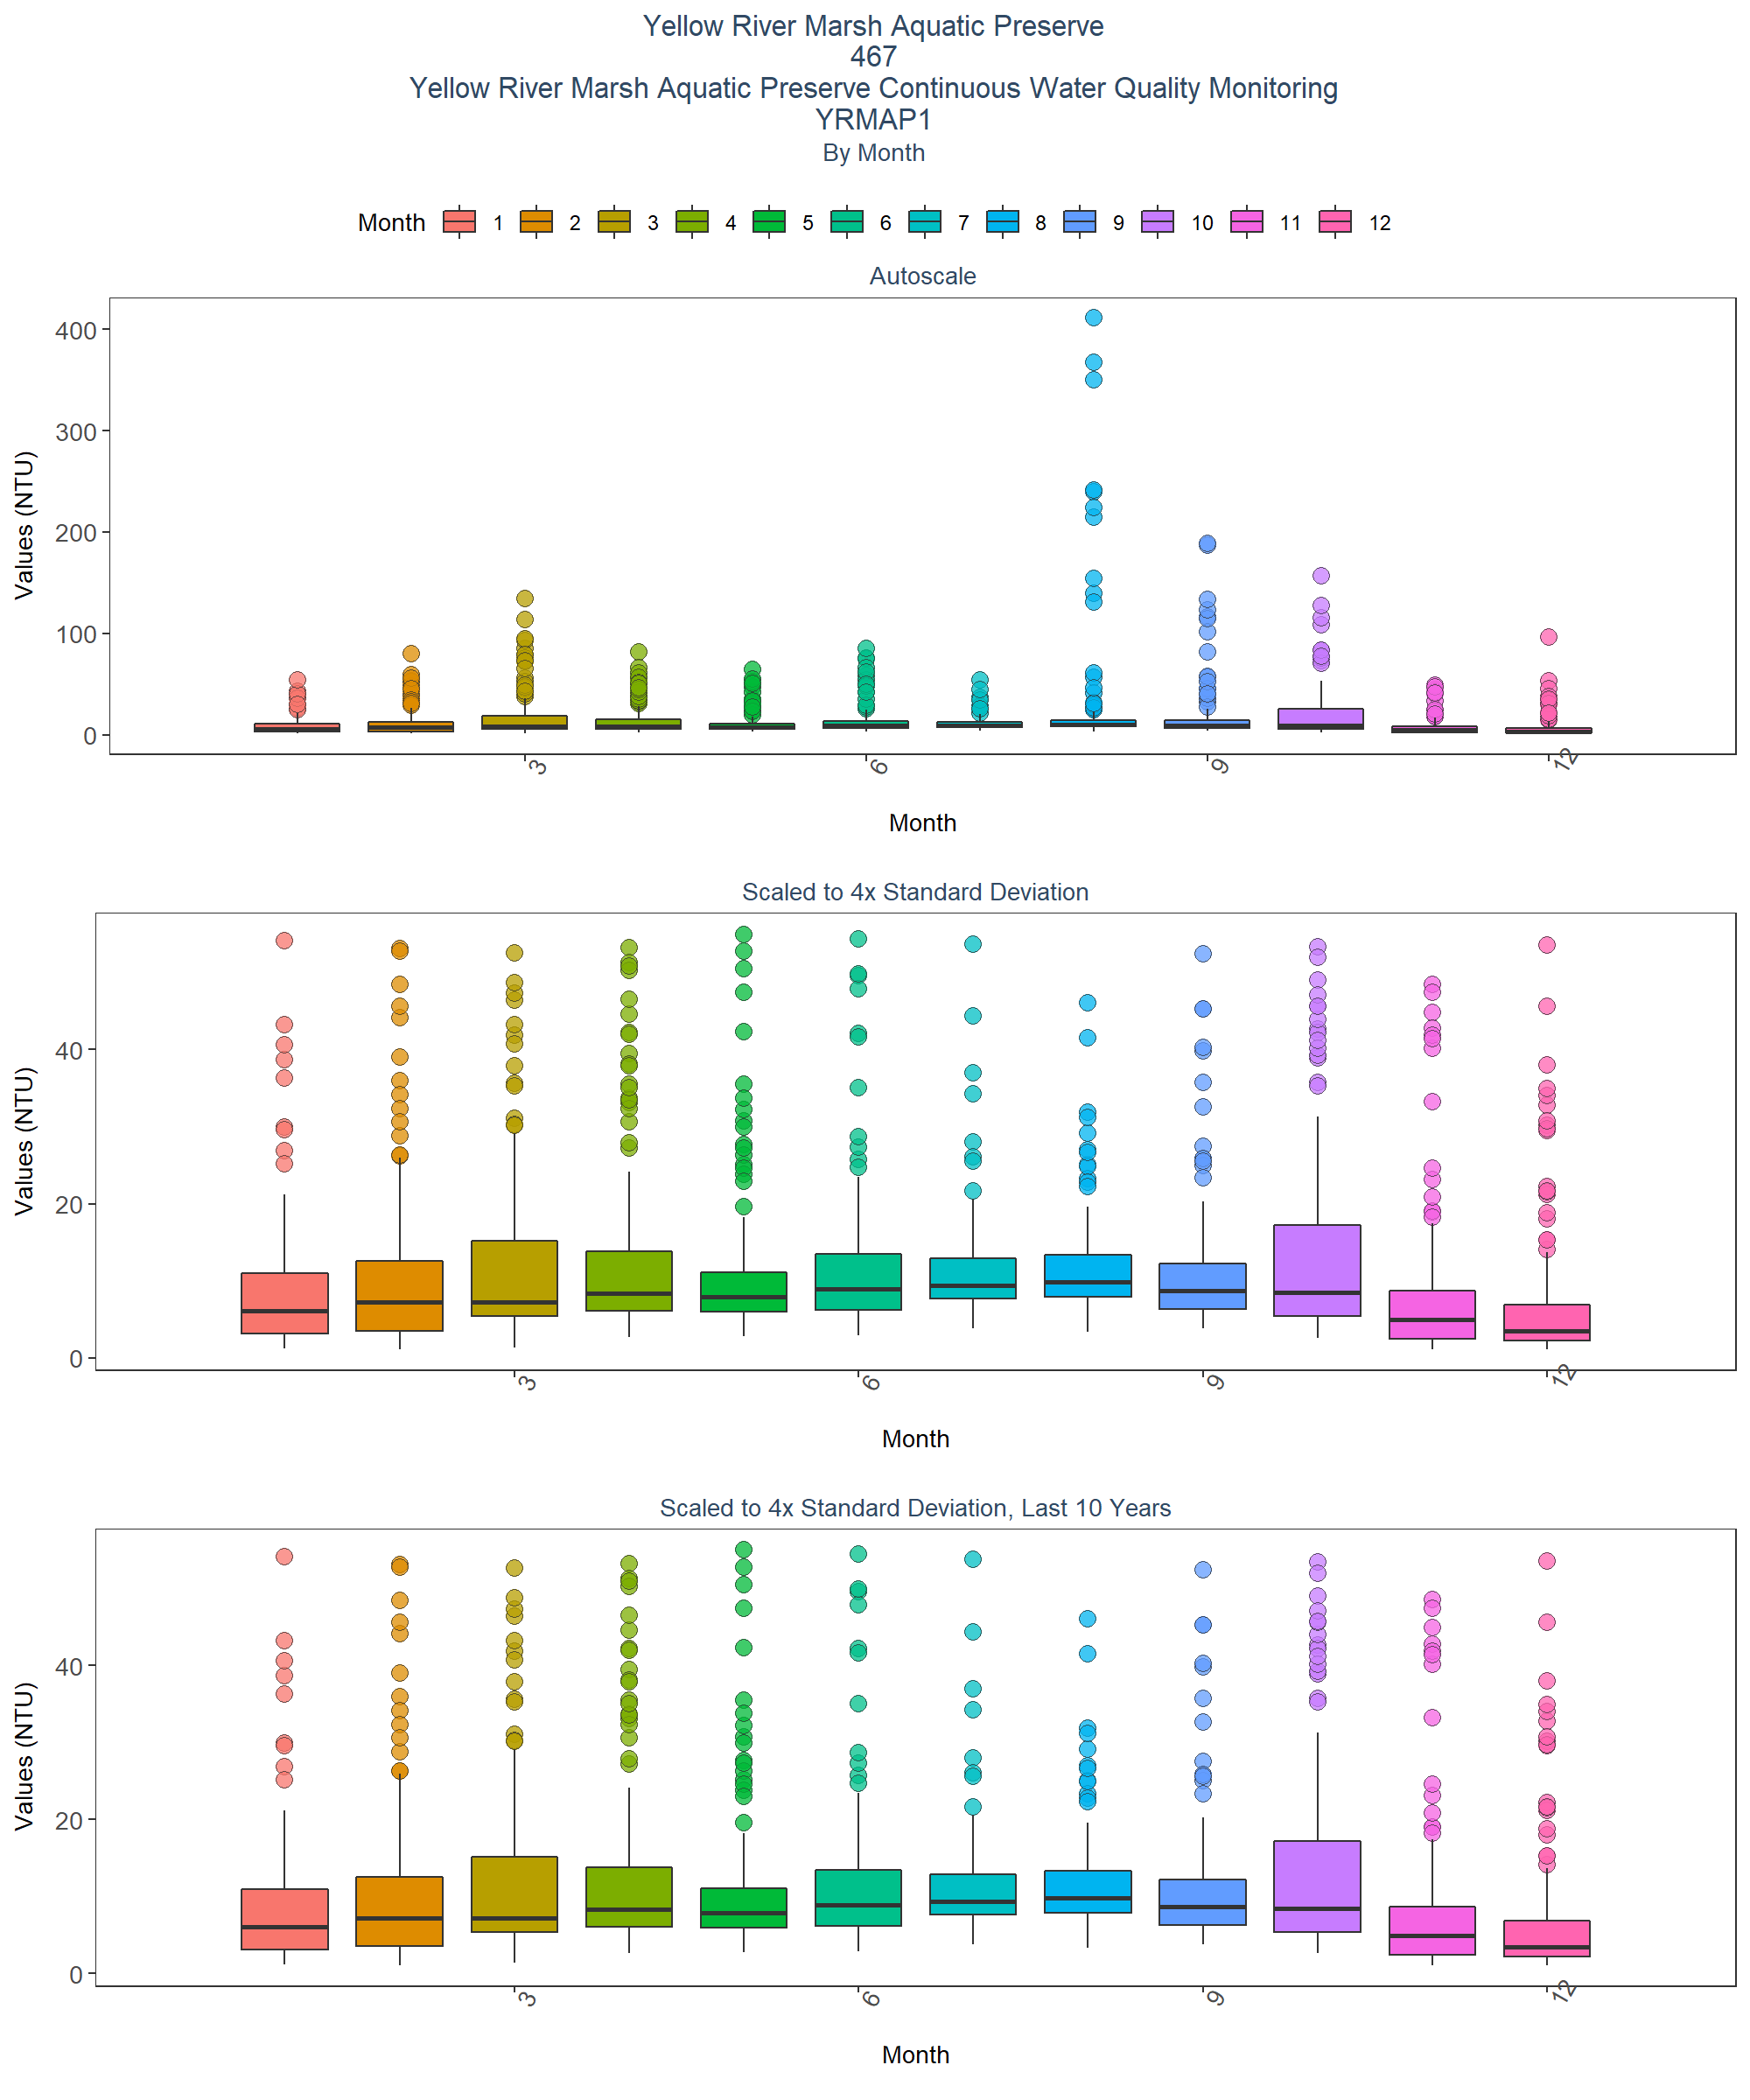 Yellow River Marsh Aquatic Preserve
467
Yellow River Marsh Aquatic Preserve Continuous Water Quality Monitoring
YRMAP1
By Month
Month 1 2 3 4 5 6 7 8 9 10 11 12
Autoscale
Values (NTU)
400
300
200
100
0
3 6 9 12
Month
Scaled to 4x Standard Deviation
Values (NTU)
40
20
0
3 6 9 12
Month
Scaled to 4x Standard Deviation, Last 10 Years
Values (NTU)
40
20
0
3 6 9 12
Month